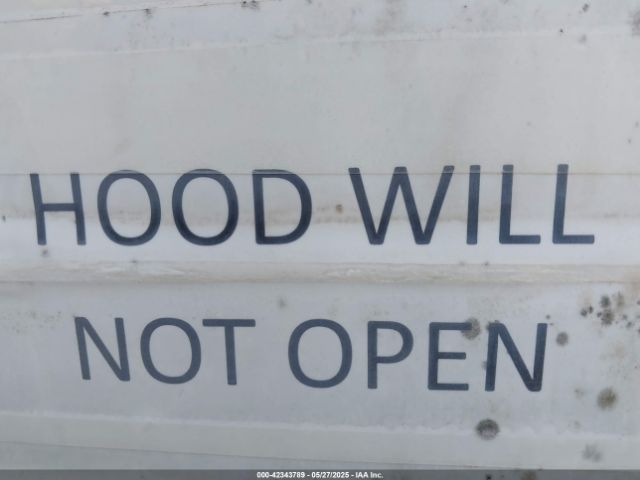 HOOD WILL
NOT OPEN
000-42343789 - 05/27/2025 - IAA Inc.